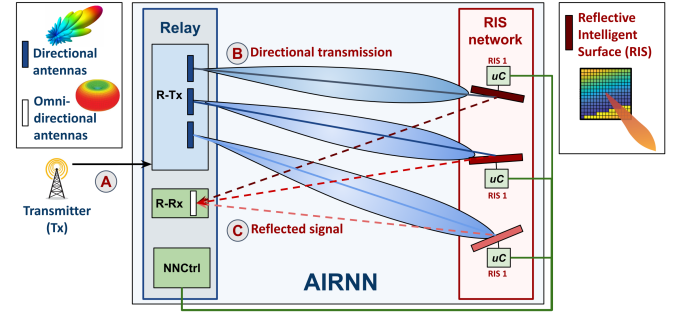 Directional
antennas
Omni-
directional
antennas
Transmitter
(Tx)
A
Relay
R-Tx
R-Rx
NNCtrl
B Directional transmission
C Reflected signal
AIRNN
RIS
network
RIS 1
uC
uC
RIS 1
uC
RIS 1
Reflective
Intelligent
Surface (RIS)